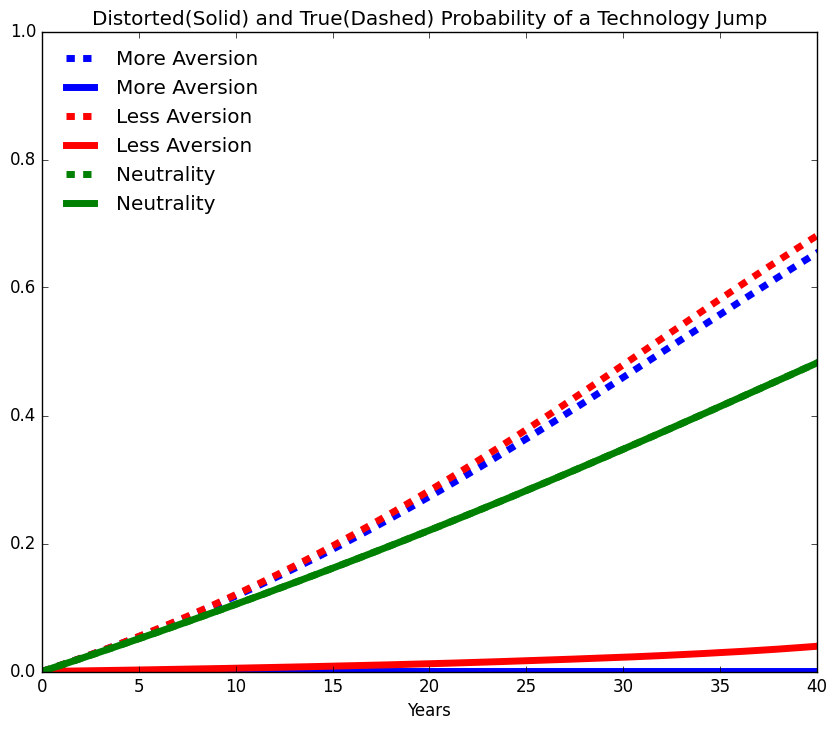 Distorted(Solid) and True(Dashed) Probability of a Technology Jump
1.0
More Aversion
More Aversion
Less Aversion
Less Aversion
Neutrality
Neutrality
0.8
0.6
0.4
0.2
0.0
0 5 10 15 20 25 30 35 40
Years